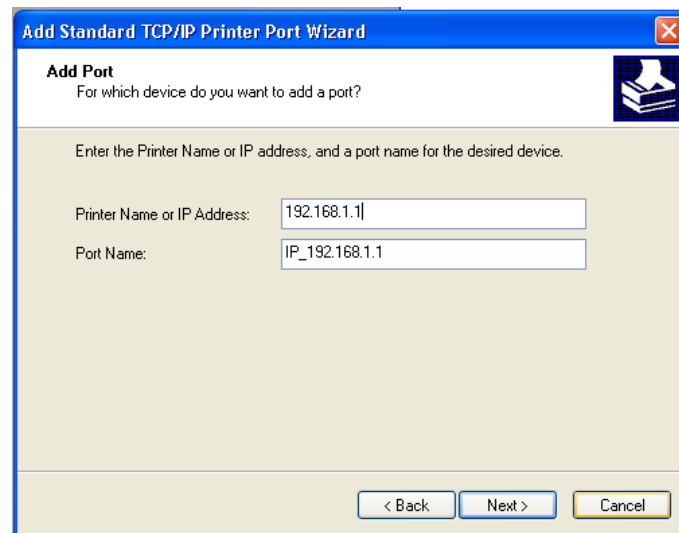 Add Standard TCP/IP Printer Port Wizard
Add Port
For which device do you want to add a port?
Enter the Printer Name or IP address, and a port name for the desired device.
Printer Name or IP Address: 192.168.1.1
Port Name: IP_192.168.1.1
< Back Next > Cancel